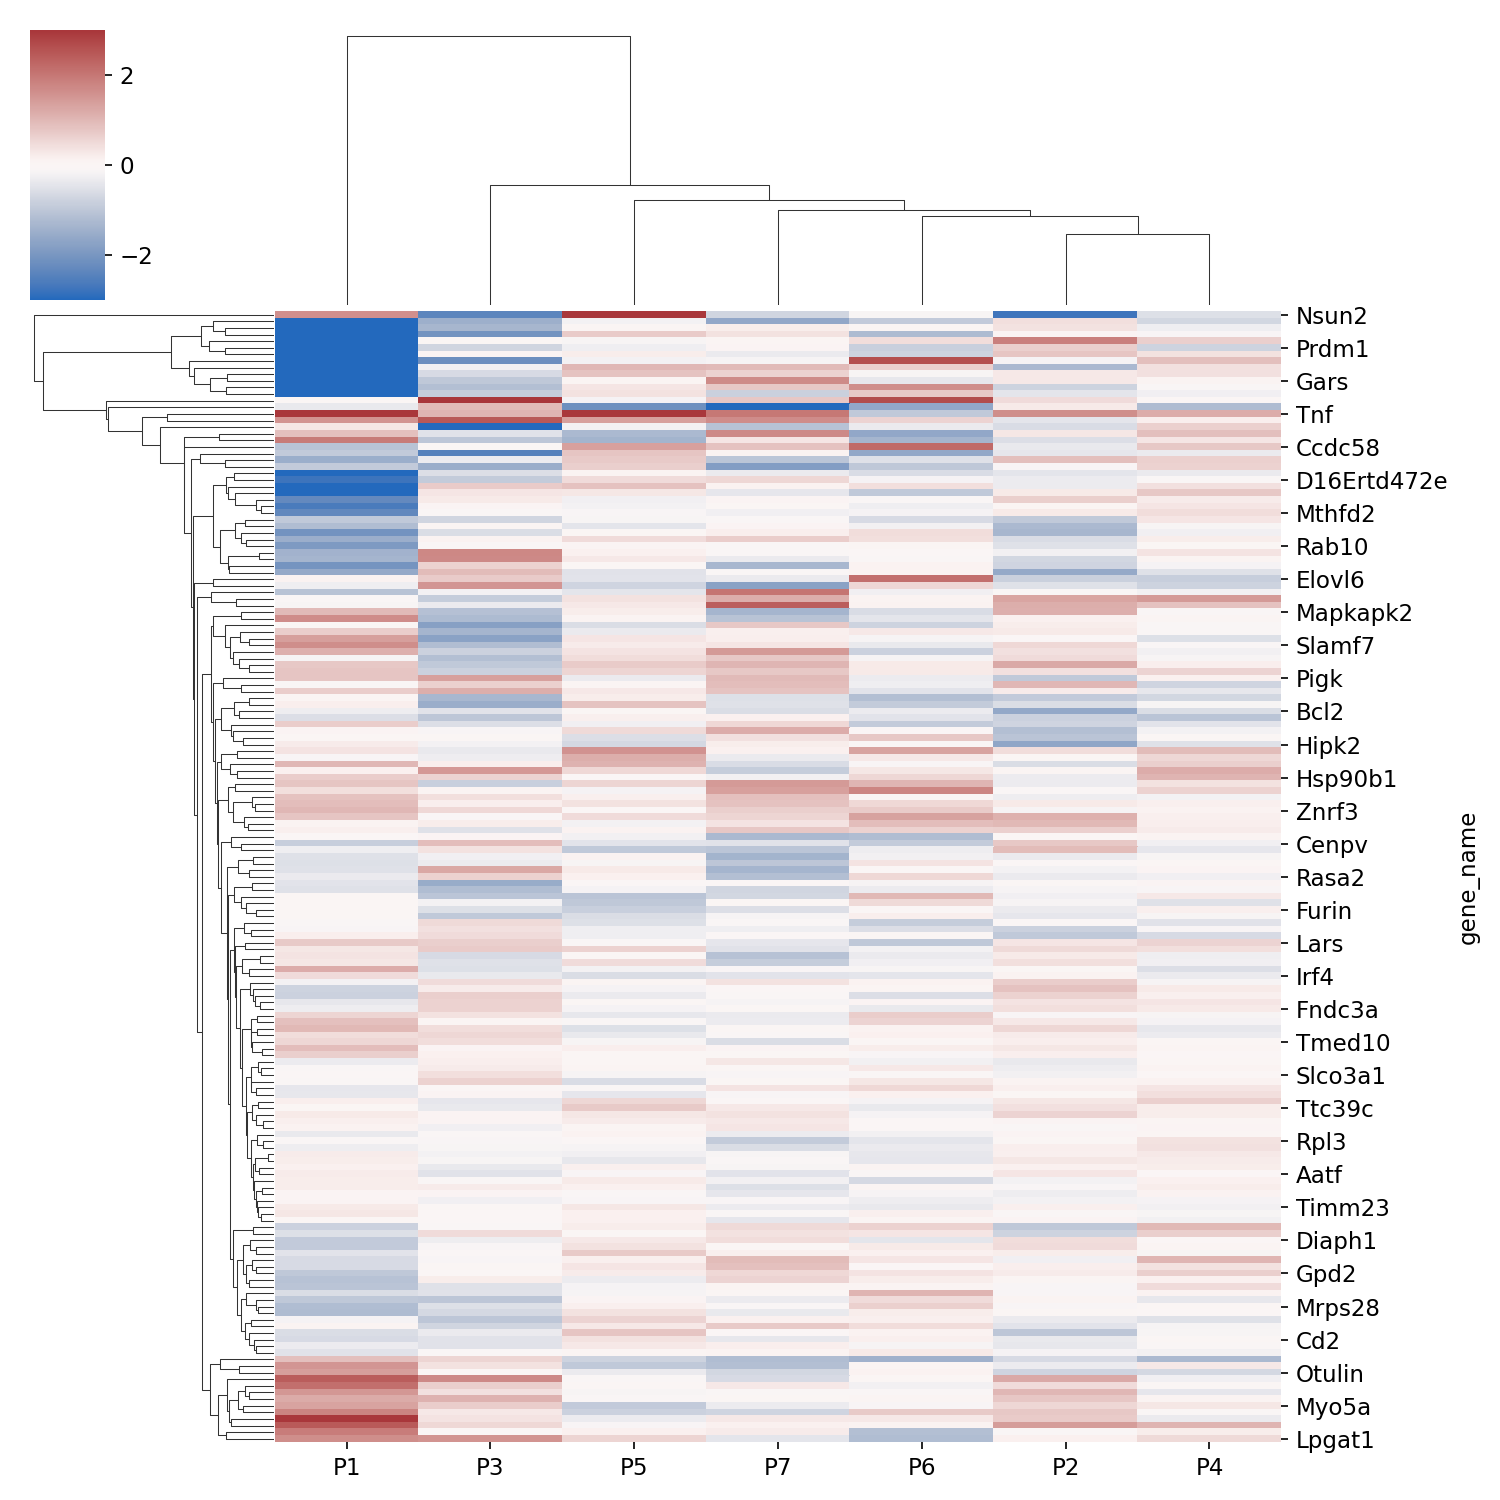 2
0
−2
Nsun2
Prdm1
Gars
Tnf
Ccdc58
D16Ertd472e
Mthfd2
Rab10
Elovl6
Mapkapk2
Slamf7
Pigk
Bcl2
Hipk2
Hsp90b1
Znrf3
Cenpv
Rasa2
Furin
Lars
Irf4
Fndc3a
Tmed10
Slco3a1
Ttc39c
Rpl3
Aatf
Timm23
Diaph1
Gpd2
Mrps28
Cd2
Otulin
Myo5a
Lpgat1
gene_name
P1 P3 P5 P7 P6 P2 P4